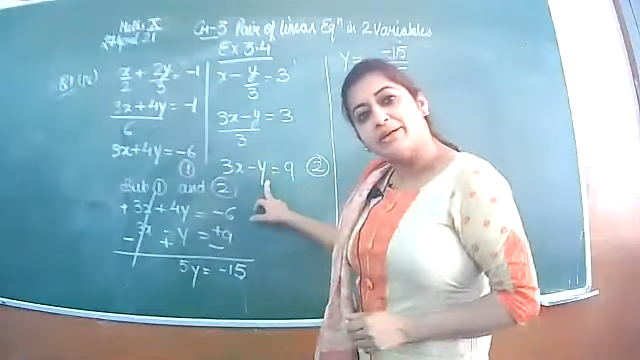 Maths X
Ch-3 Pair of linear Eqⁿ in 2 Variables
Ex 3.4
x/2 + 2y/3 = -1
3x+4y/6 = -1
3x+4y = -6
①
x - y/3 = 3
3x-y/3 = 3
3x-y = 9 ②
Sub ① and ②
+3x+4y = -6
-3x +- y = +-9
5y = -15
y = -15